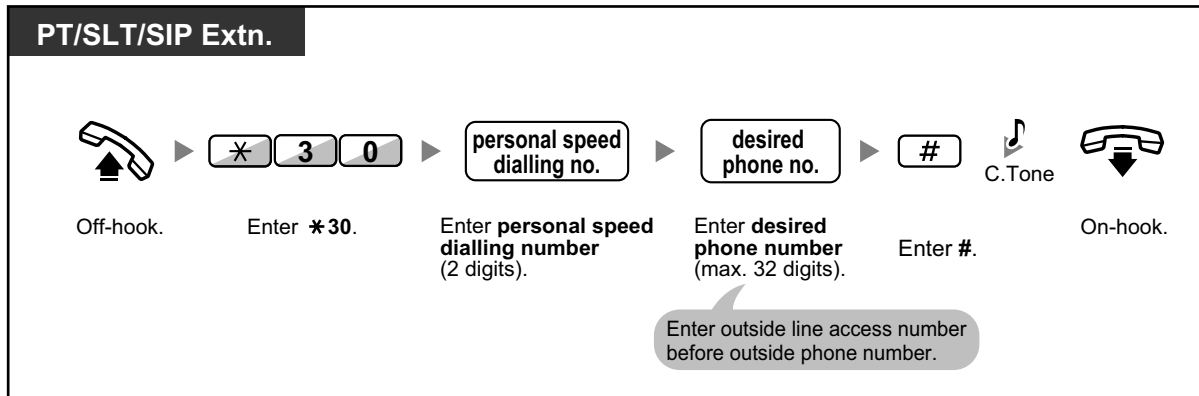 PT/SLT/SIP Extn.
* 3 0
personal speed
dialling no.
desired
phone no.
#
C.Tone
Off-hook.
Enter *30.
Enter personal speed
dialling number
(2 digits).
Enter desired
phone number
(max. 32 digits).
Enter #.
On-hook.
Enter outside line access number
before outside phone number.